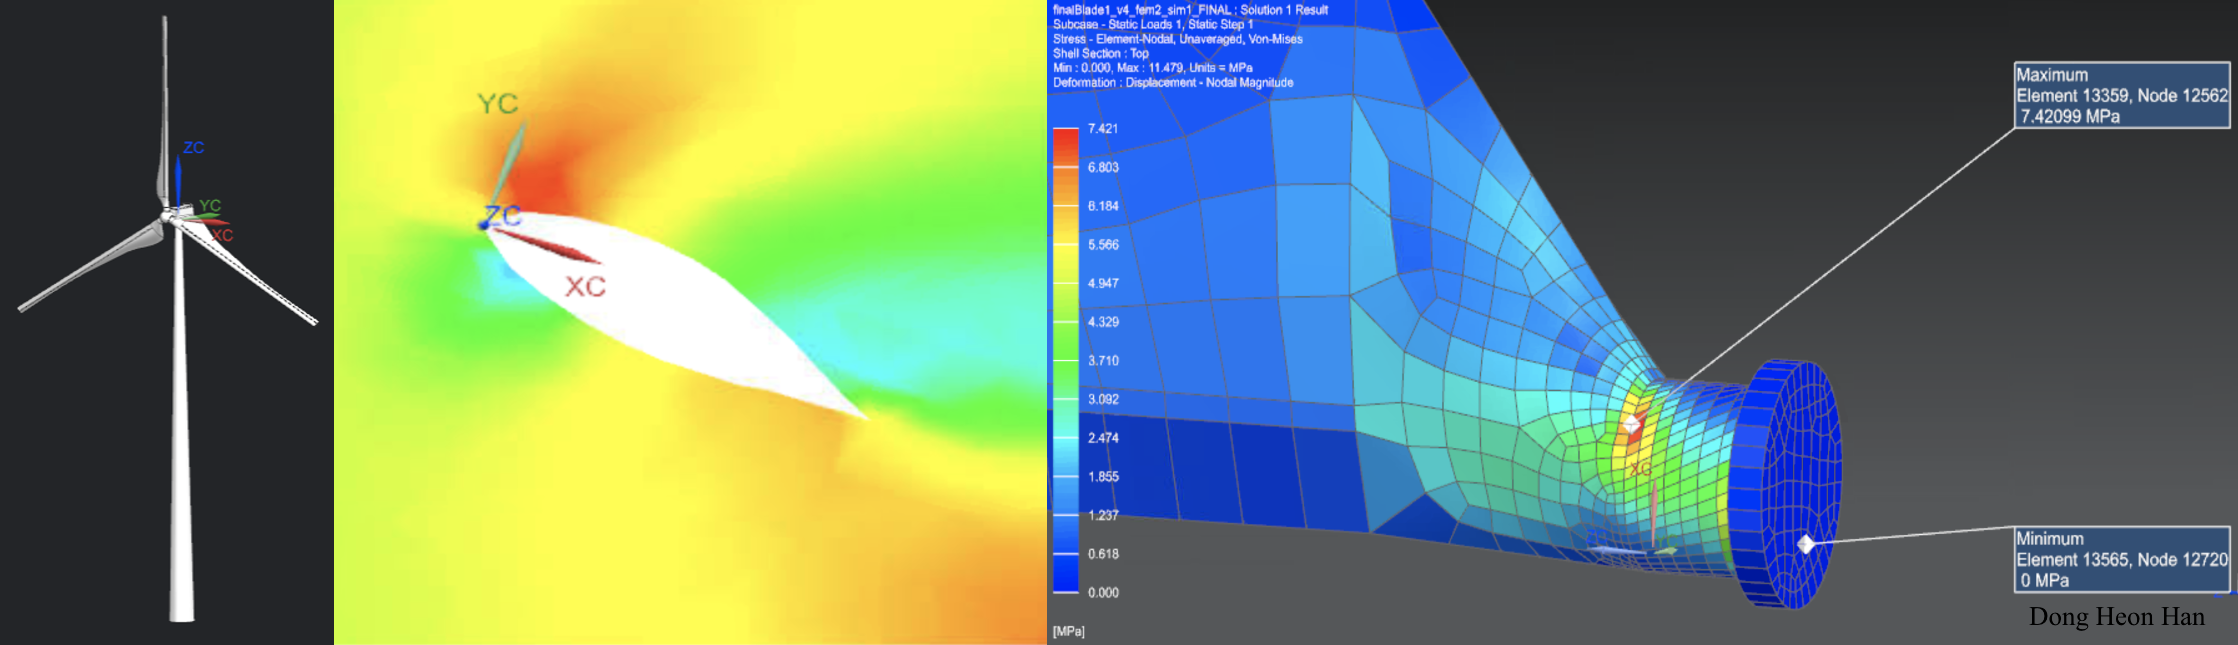 ZC
YC
XC
YC
ZC
XC
finalBlade1_v4_fem2_sim1_FINAL : Solution 1 Result
Subcase - Static Loads 1, Static Step 1
Stress - Element-Nodal, Unaveraged, Von-Mises
Shell Section : Top
Min : 0.000, Max : 11.479, Units = MPa
Deformation : Displacement - Nodal Magnitude
7.421
6.803
6.184
5.566
4.947
4.329
3.710
3.092
2.474
1.855
1.237
0.618
0.000
[MPa]
XC
Maximum
Element 13359, Node 12562
7.42099 MPa
Minimum
Element 13565, Node 12720
0 MPa
Dong Heon Han